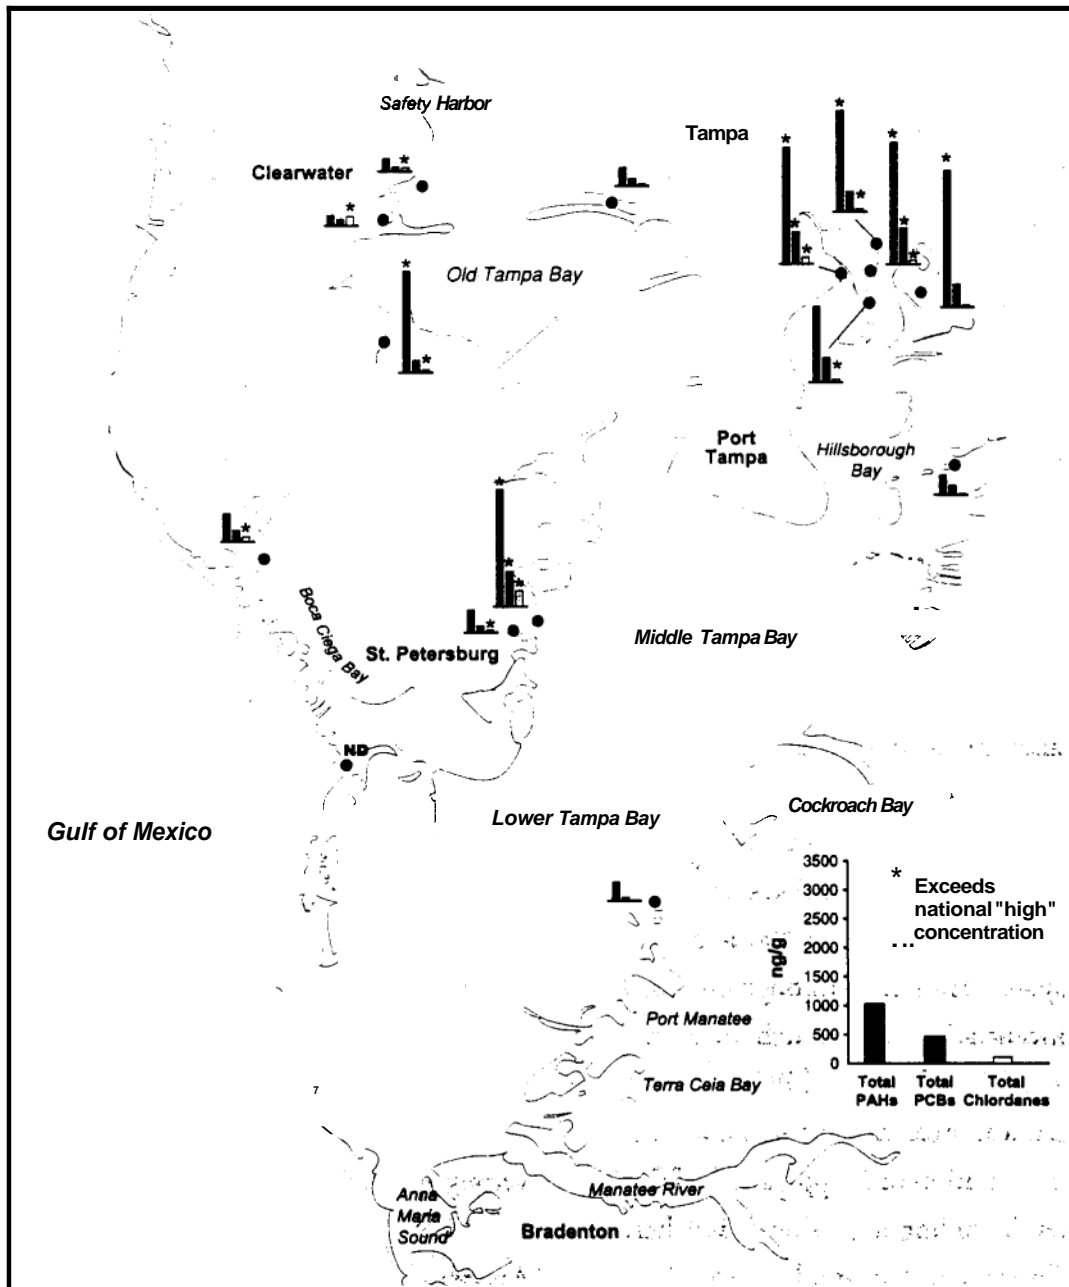 Safety Harbor
Tampa
*
*
*
*
Clearwater
*
*
*
*
*
*
*
*
Old Tampa Bay
*
*
*
Port
Tampa
Hillsborough
Bay
*
*
*
*
*
Boca Ciega Bay
St. Petersburg
Middle Tampa Bay
ND
Gulf of Mexico
Lower Tampa Bay
Cockroach Bay
3500
3000
2500
2000
1500
1000
500
0
ng/g
* Exceeds
national "high"
concentration
Total
PAHs
Total
PCBs
Total
Chlordanes
Port Manatee
Terra Ceia Bay
7
Manatee River
Anna
Maria
Sound
Bradenton